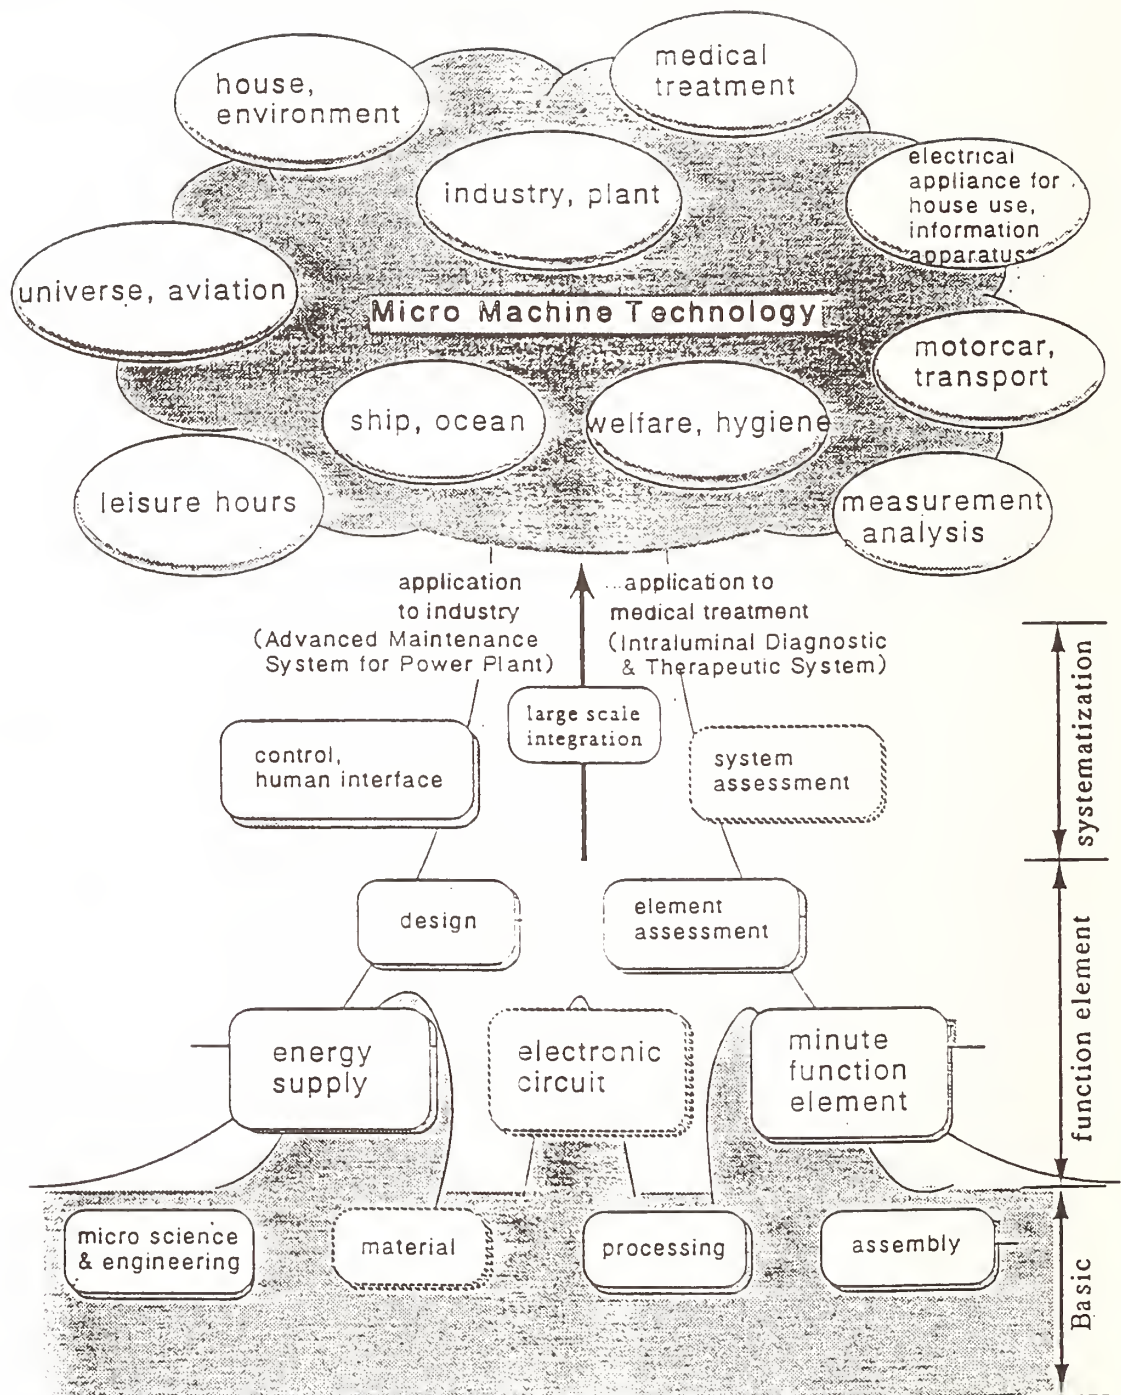 house,
environment
medical
treatment
industry, plant
electrical
appliance for
house use,
information
apparatus
universe, aviation
Micro Machine Technology
motorcar,
transport
ship, ocean
welfare, hygiene
leisure hours
measurement
analysis
application
to industry
(Advanced Maintenance
System for Power Plant)
application to
medical treatment
(Intraluminal Diagnostic
& Therapeutic System)
large scale
integration
control,
human interface
system
assessment
systematization
design
element
assessment
energy
supply
electronic
circuit
minute
function
element
function element
micro science
& engineering
material
processing
assembly
Basic